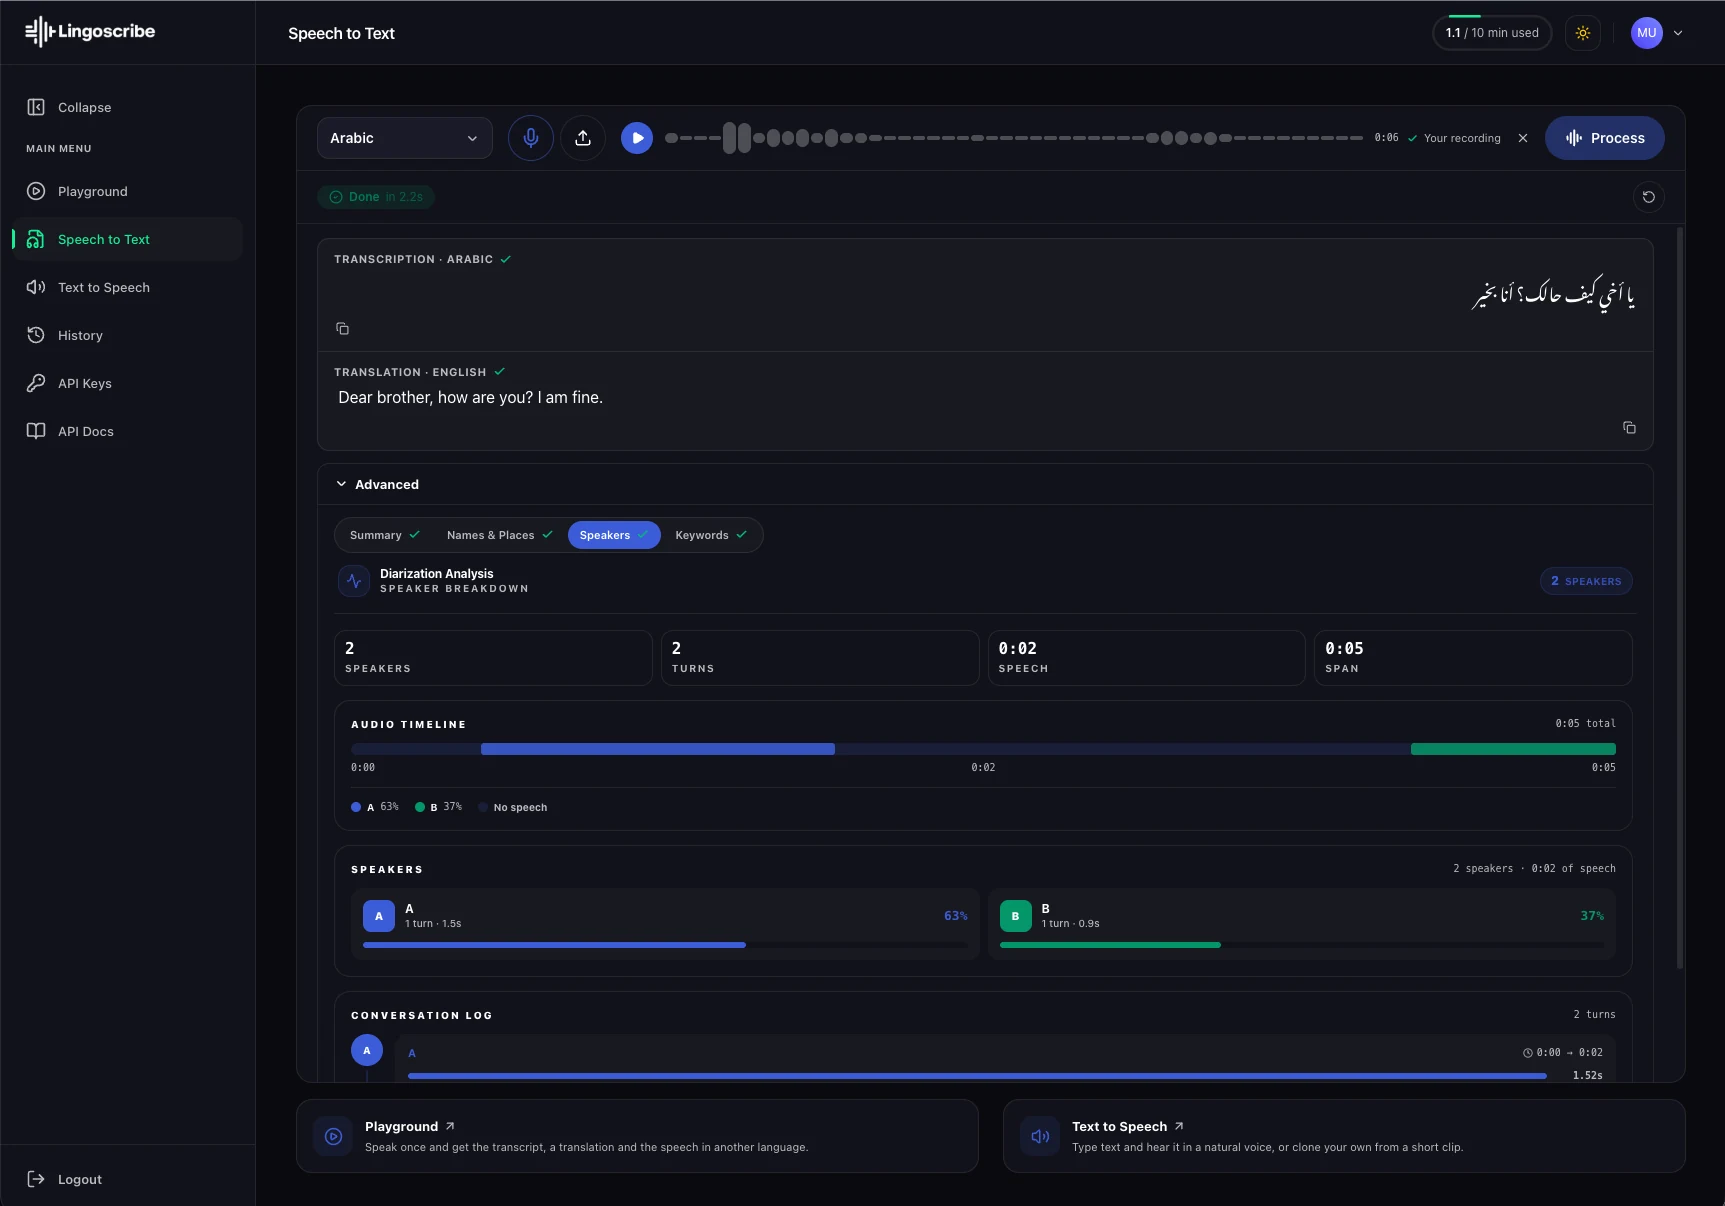 Lingoscribe
Speech to Text
1.1 / 10 min used
MU
Collapse
MAIN MENU
Playground
Speech to Text
Text to Speech
History
API Keys
API Docs
Logout
Arabic
0:06
Your recording
Process
Done in 2.2s
TRANSCRIPTION · ARABIC
يا أخي كيف حالك؟ أنا بخير
TRANSLATION · ENGLISH
Dear brother, how are you? I am fine.
Advanced
Summary
Names & Places
Speakers
Keywords
Diarization Analysis
SPEAKER BREAKDOWN
2 SPEAKERS
2
SPEAKERS
2
TURNS
0:02
SPEECH
0:05
SPAN
AUDIO TIMELINE
0:05 total
0:00
0:02
0:05
A 63%
B 37%
No speech
SPEAKERS
2 speakers · 0:02 of speech
A
A
1 turn · 1.5s
63%
B
B
1 turn · 0.9s
37%
CONVERSATION LOG
2 turns
A
A
0:00 → 0:02
1.52s
Playground ↗
Speak once and get the transcript, a translation and the speech in another language.
Text to Speech ↗
Type text and hear it in a natural voice, or clone your own from a short clip.